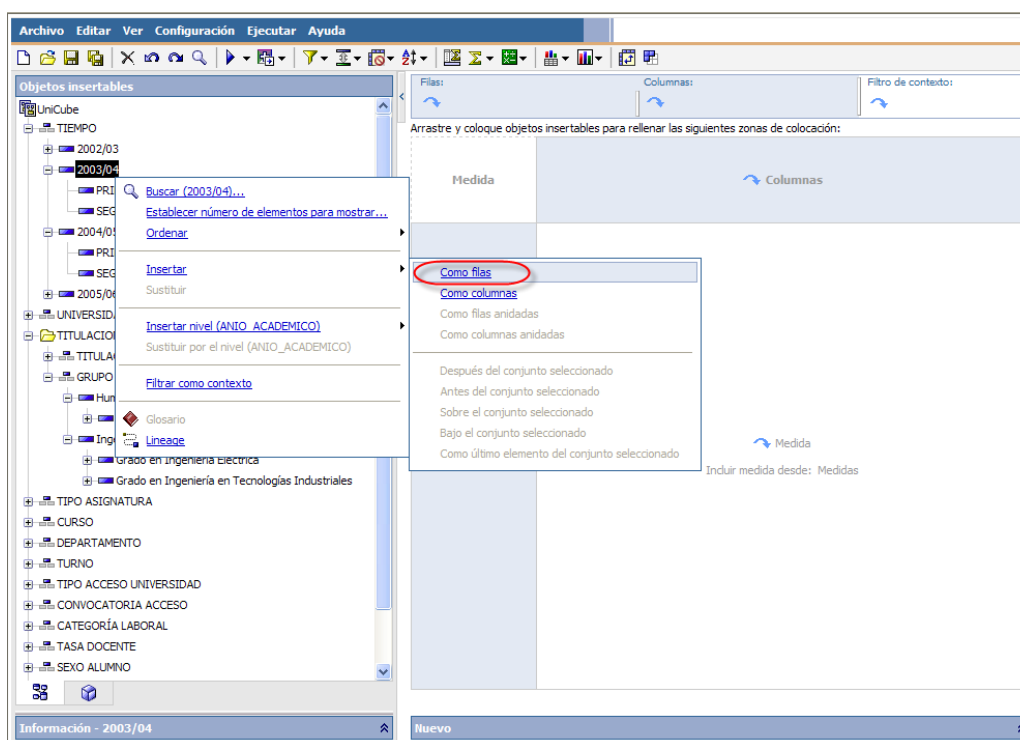 Archivo Editar Ver Configuración Ejecutar Ayuda
Objetos insertables
UniCube
TIEMPO
2002/03
2003/04
PRI
SEG
2004/05
PRI
SEG
2005/06
UNIVERSID
TITULACIO
TITULA
GRUPO
Hum
Ing
Grado en Ingeniería Eléctrica
Grado en Ingeniería en Tecnologías Industriales
TIPO ASIGNATURA
CURSO
DEPARTAMENTO
TURNO
TIPO ACCESO UNIVERSIDAD
CONVOCATORIA ACCESO
CATEGORÍA LABORAL
TASA DOCENTE
SEXO ALUMNO
Información - 2003/04
Buscar (2003/04)...
Establecer número de elementos para mostrar...
Ordenar
Insertar
Sustituir
Insertar nivel (ANIO_ACADEMICO)
Sustituir por el nivel (ANIO_ACADEMICO)
Filtrar como contexto
Glosario
Lineage
Como filas
Como columnas
Como filas anidadas
Como columnas anidadas
Después del conjunto seleccionado
Antes del conjunto seleccionado
Sobre el conjunto seleccionado
Bajo el conjunto seleccionado
Como último elemento del conjunto seleccionado
Filas: Columnas: Filtro de contexto:
Arrastre y coloque objetos insertables para rellenar las siguientes zonas de colocación:
Medida Columnas
Medida
Incluir medida desde: Medidas
Nuevo